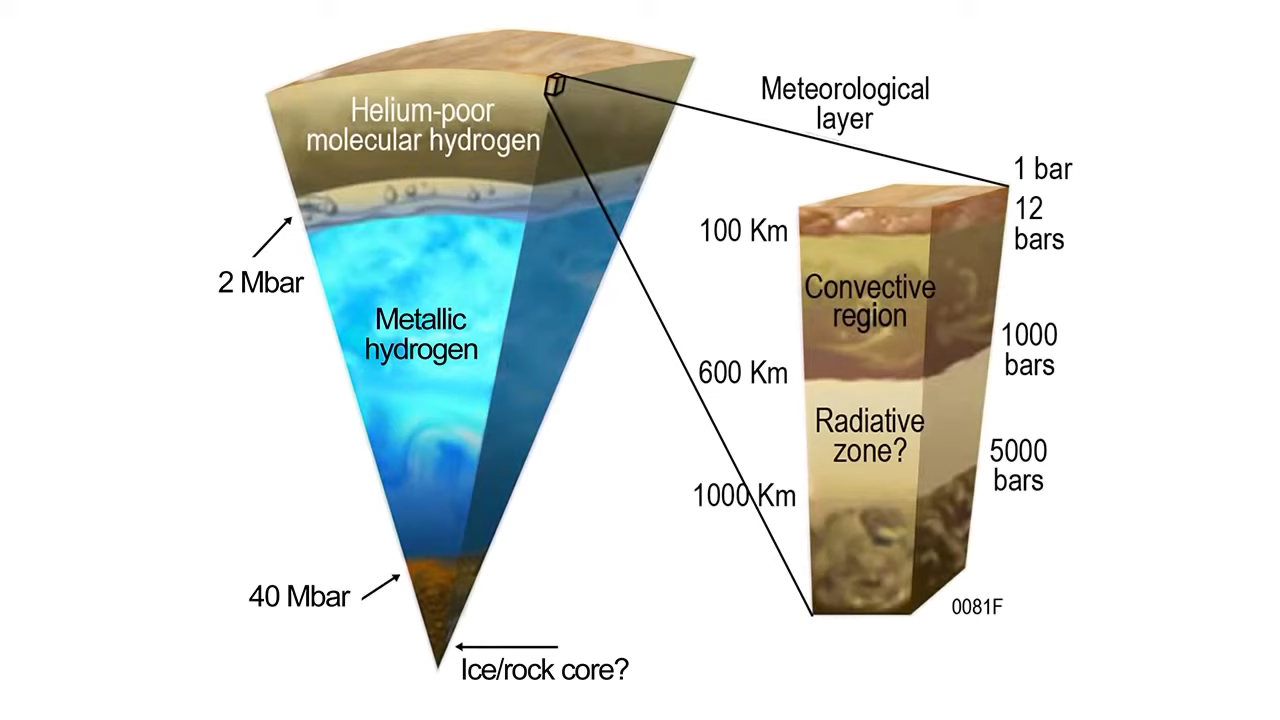 Helium-poor
molecular hydrogen
2 Mbar
Metallic
hydrogen
40 Mbar
Ice/rock core?
Meteorological
layer
1 bar
100 Km
12
bars
Convective
region
1000
bars
600 Km
Radiative
zone?
5000
bars
1000 Km
0081F